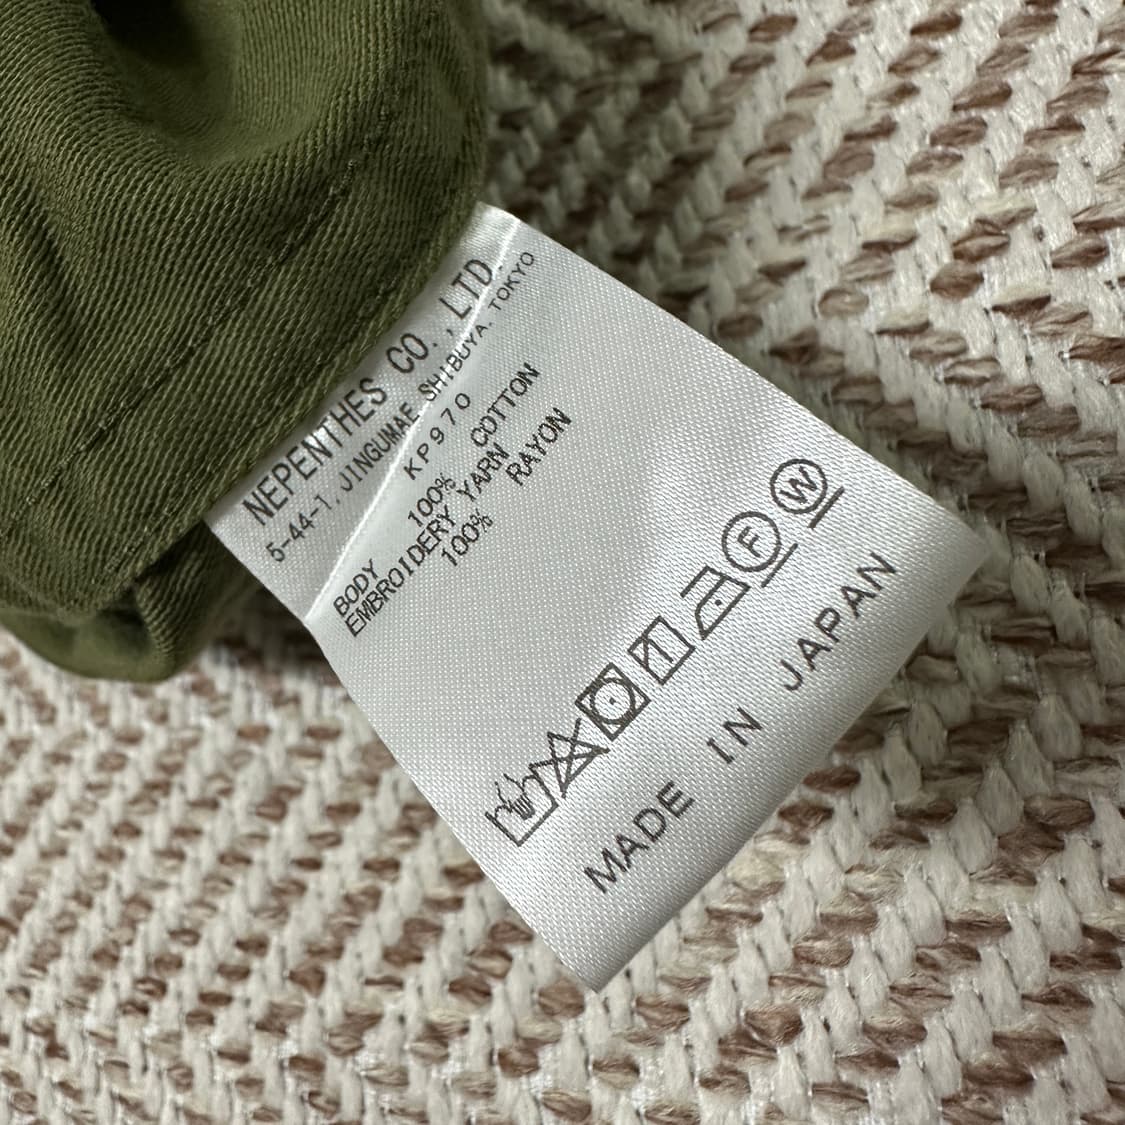 NEPENTHES CO.,LTD.
5-44-1, JINGUMAE, SHIBUYA, TOKYO
KP970
BODY 100% COTTON
EMBROIDERY YARN
100% RAYON
F W
MADE IN JAPAN